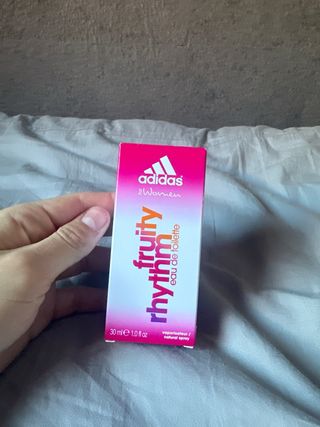 adidas
for Women
fruity
rhythm
eau de toilette
30 ml e 1.0 fl oz
vaporisateur /
natural spray